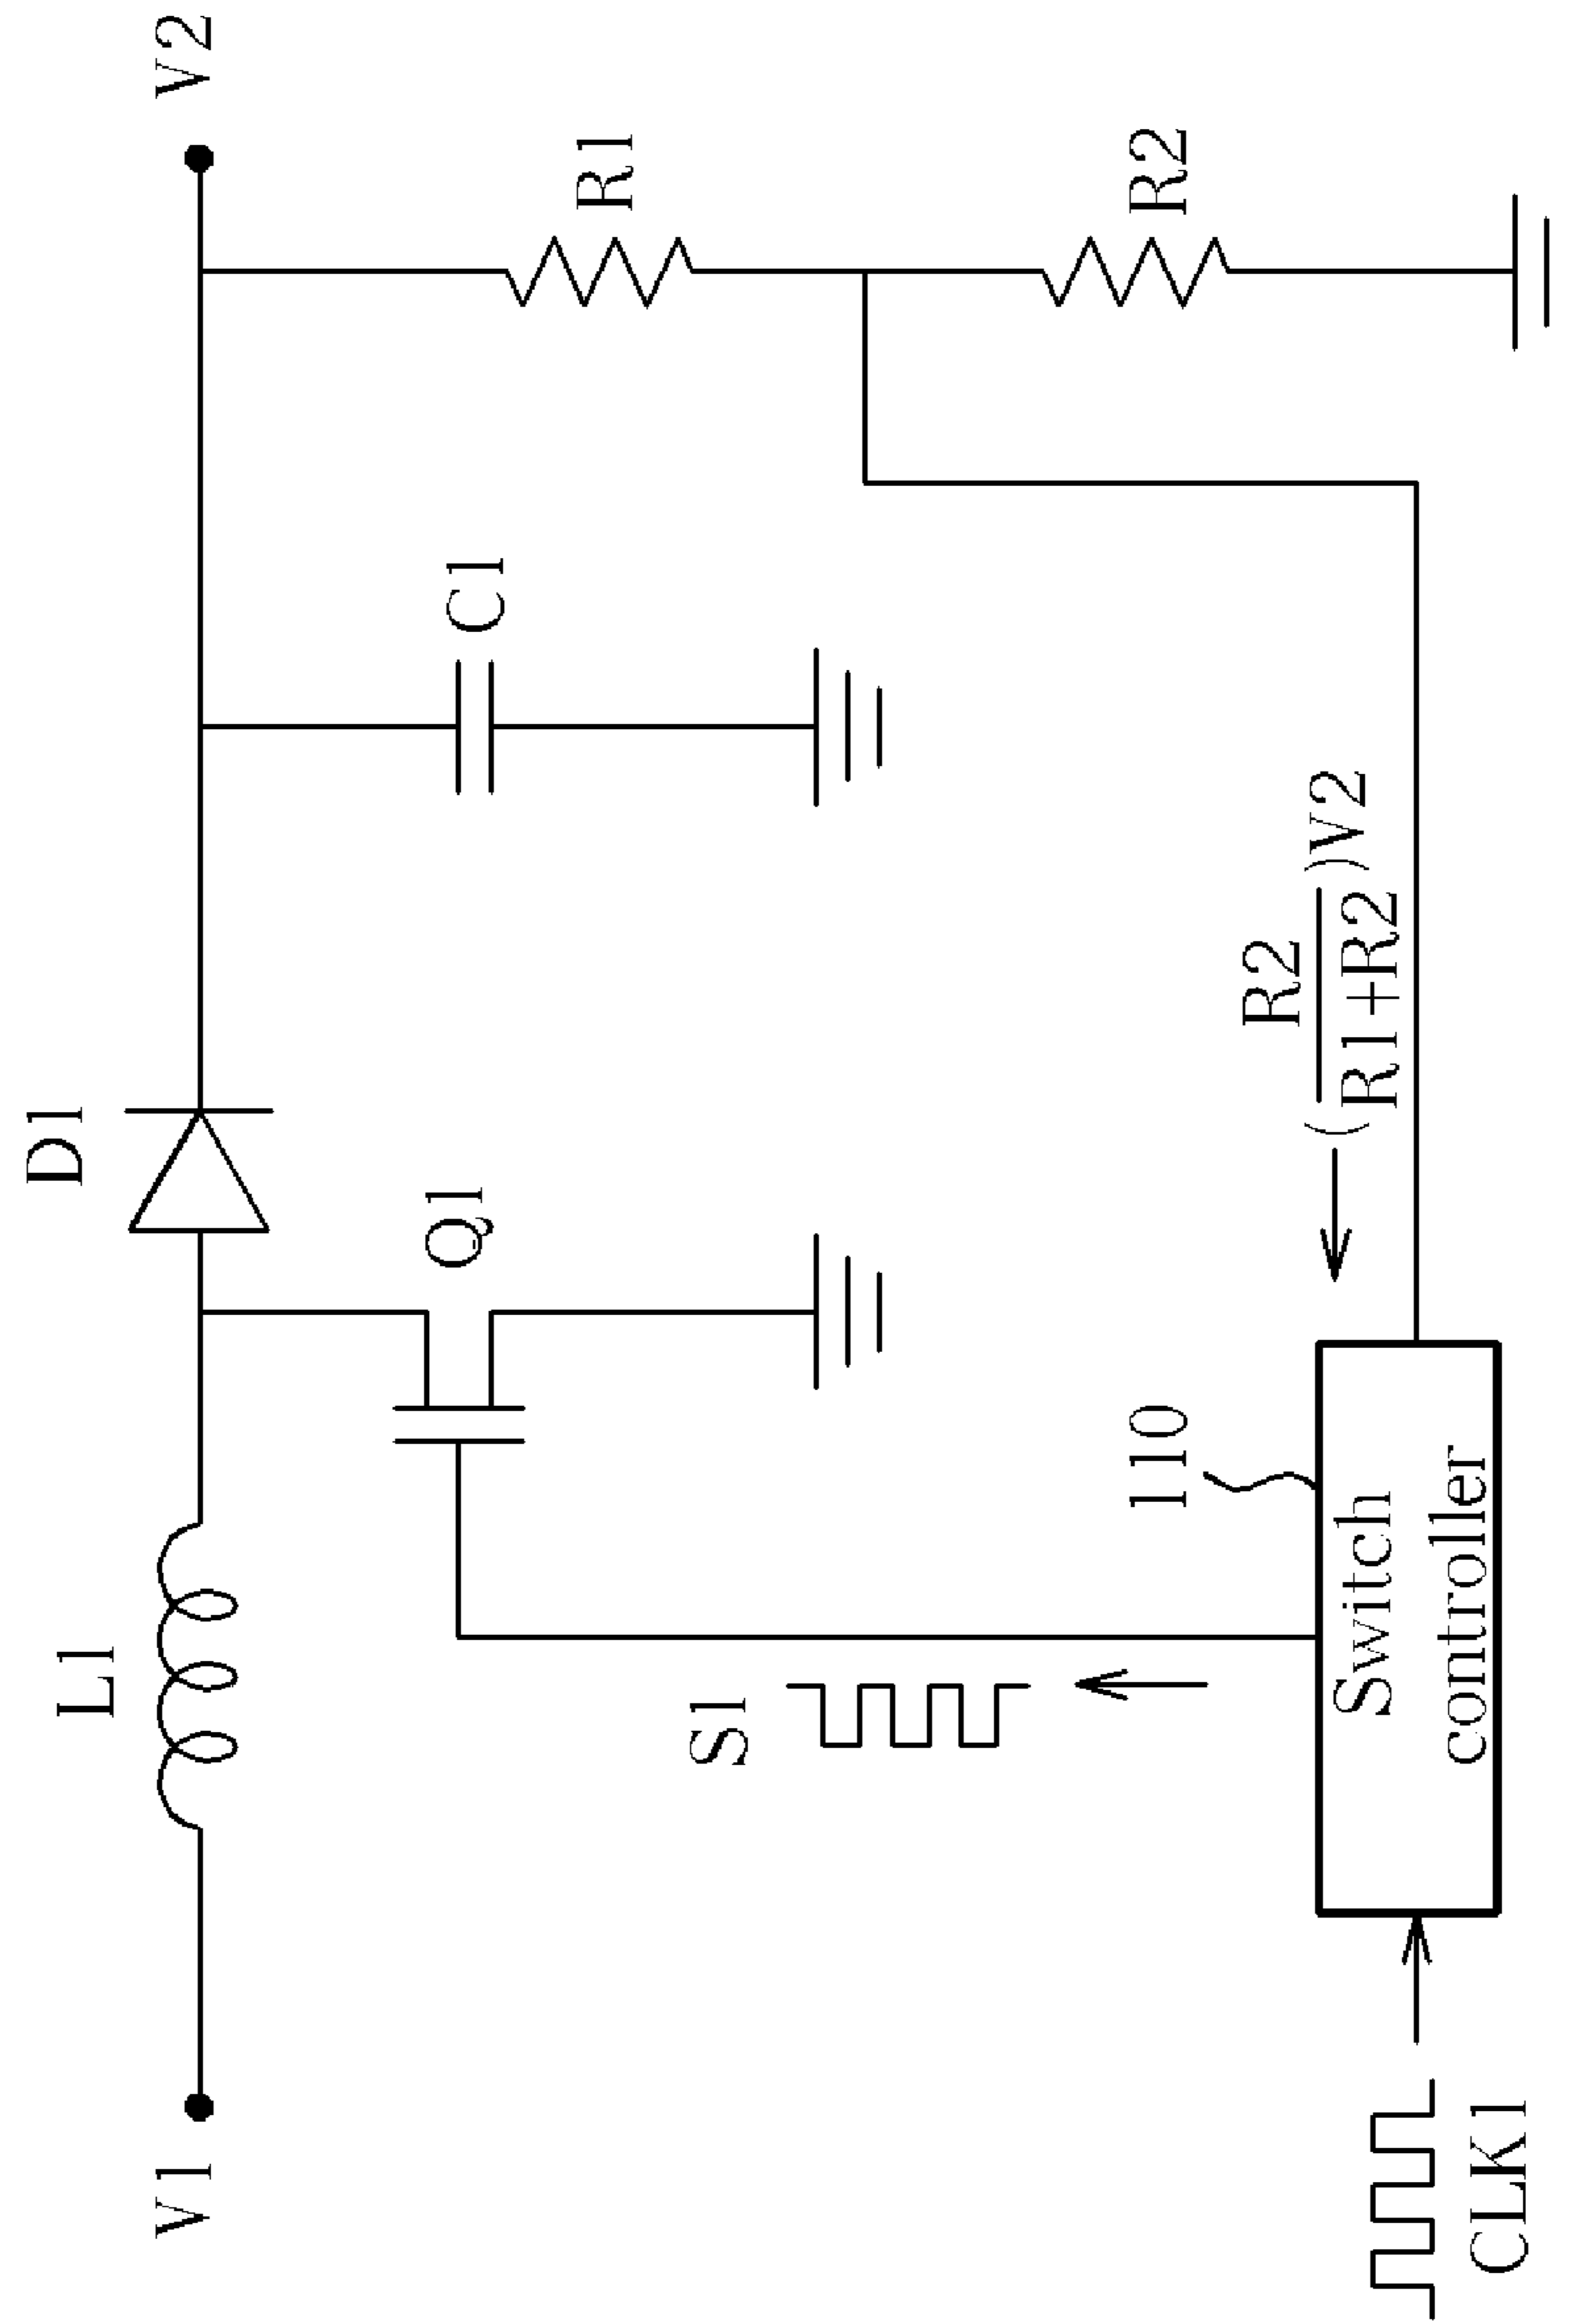 V1
L1
D1
V2
Q1
C1
R1
S1
R2
110
R2
( R1+R2 )V2
Switch
controller
CLK1